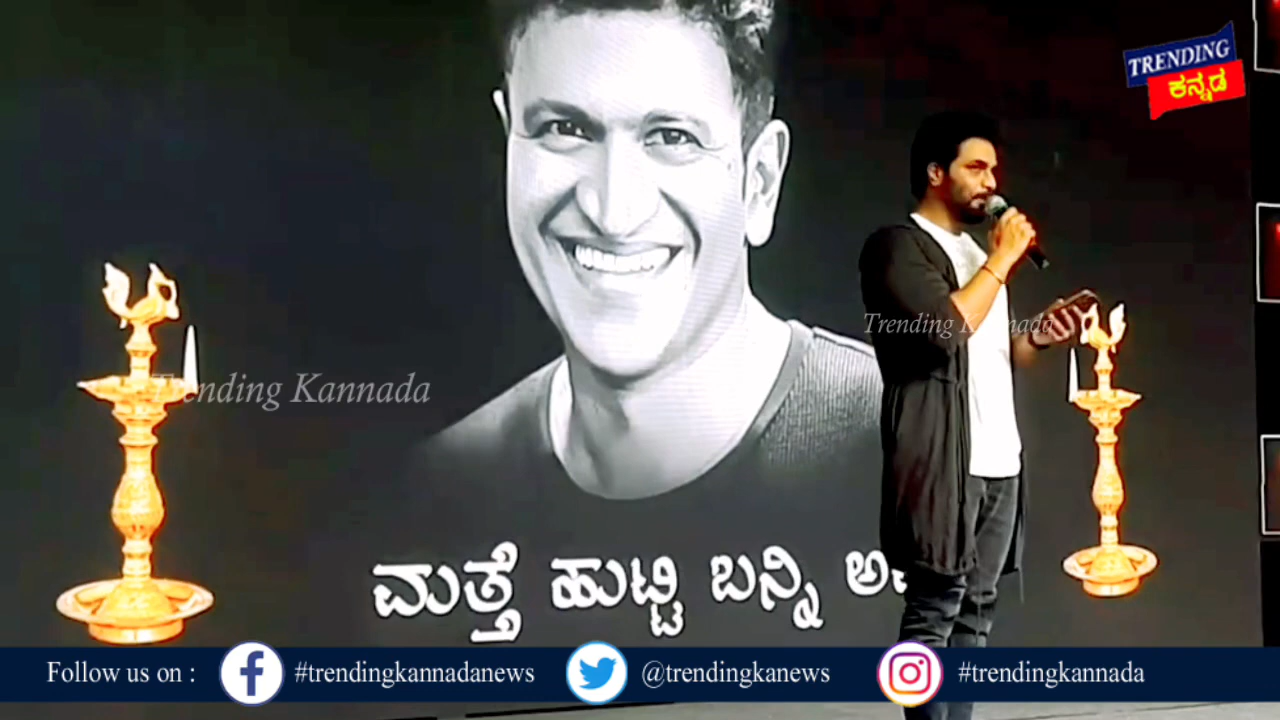 TRENDING
ಕನ್ನಡ
Trending Kannada
Trending Kannada
ಮತ್ತೆ ಹುಟ್ಟಿ ಬನ್ನಿ
Follow us on : #trendingkannadanews @trendingkanews #trendingkannada